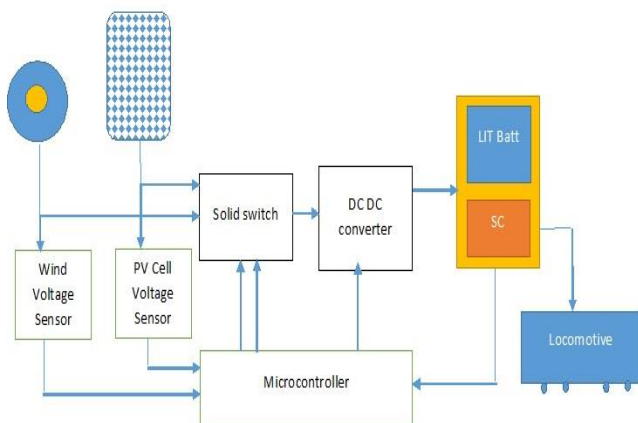 LIT Batt
SC
Solid switch
DC DC
converter
Wind
Voltage
Sensor
PV Cell
Voltage
Sensor
Locomotive
Microcontroller